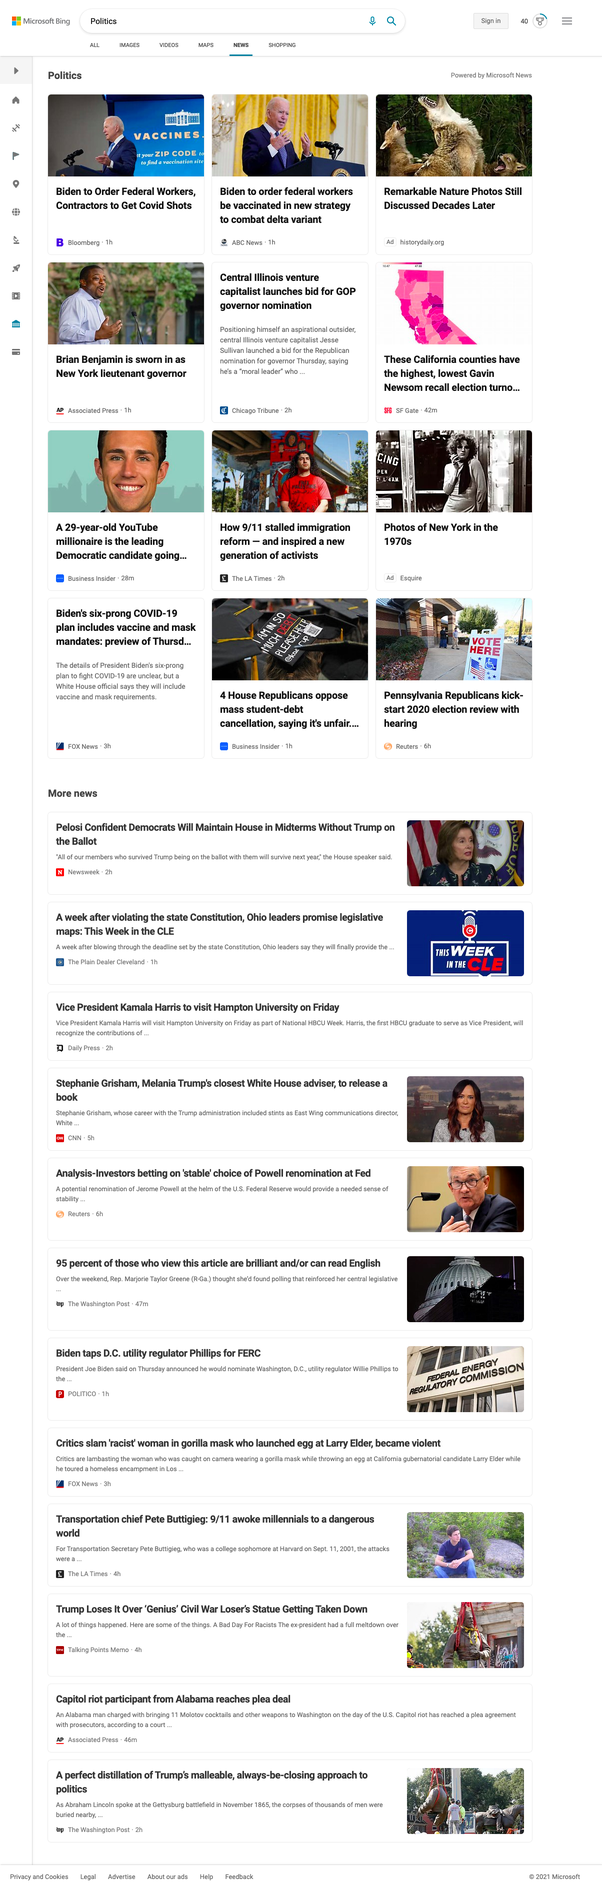 Microsoft Bing
Politics
Sign in
40
ALL
IMAGES
VIDEOS
MAPS
NEWS
SHOPPING
Politics
Powered by Microsoft News
VACCINES.
your ZIP CODE to
to find a vaccination site
Biden to Order Federal Workers,
Contractors to Get Covid Shots
B
Bloomberg · 1h
Biden to order federal workers
be vaccinated in new strategy
to combat delta variant
ABC News · 1h
Remarkable Nature Photos Still
Discussed Decades Later
Ad
historydaily.org
Brian Benjamin is sworn in as
New York lieutenant governor
AP
Associated Press · 1h
Central Illinois venture
capitalist launches bid for GOP
governor nomination
Positioning himself an aspirational outsider,
central Illinois venture capitalist Jesse
Sullivan launched a bid for the Republican
nomination for governor Thursday, saying
he's a “moral leader” who ...
Chicago Tribune · 2h
These California counties have
the highest, lowest Gavin
Newsom recall election turno...
SF Gate · 42m
A 29-year-old YouTube
millionaire is the leading
Democratic candidate going...
Business Insider · 28m
How 9/11 stalled immigration
reform — and inspired a new
generation of activists
The LA Times · 2h
CING
PEN
Photos of New York in the
1970s
Ad
Esquire
Biden's six-prong COVID-19
plan includes vaccine and mask
mandates: preview of Thursd...
The details of President Biden's six-prong
plan to fight COVID-19 are unclear, but a
White House official says they will include
vaccine and mask requirements.
FOX News · 3h
I AM IN SO
MUCH DEBT
PLEASE HELP
4 House Republicans oppose
mass student-debt
cancellation, saying it's unfair....
Business Insider · 1h
VOTE
HERE
Pennsylvania Republicans kick-
start 2020 election review with
hearing
Reuters · 6h
More news
Pelosi Confident Democrats Will Maintain House in Midterms Without Trump on
the Ballot
"All of our members who survived Trump being on the ballot with them will survive next year," the House speaker said.
N
Newsweek · 2h
A week after violating the state Constitution, Ohio leaders promise legislative
maps: This Week in the CLE
A week after blowing through the deadline set by the state Constitution, Ohio leaders say they will finally provide the ...
The Plain Dealer Cleveland · 1h
THIS WEEK
IN THE CLE
Vice President Kamala Harris to visit Hampton University on Friday
Vice President Kamala Harris will visit Hampton University on Friday as part of National HBCU Week. Harris, the first HBCU graduate to serve as Vice President, will
recognize the contributions of ...
Daily Press · 2h
Stephanie Grisham, Melania Trump's closest White House adviser, to release a
book
Stephanie Grisham, whose career with the Trump administration included stints as East Wing communications director,
White ...
CNN · 5h
Analysis-Investors betting on 'stable' choice of Powell renomination at Fed
A potential renomination of Jerome Powell at the helm of the U.S. Federal Reserve would provide a needed sense of
stability ...
Reuters · 6h
95 percent of those who view this article are brilliant and/or can read English
Over the weekend, Rep. Marjorie Taylor Greene (R-Ga.) thought she'd found polling that reinforced her central legislative
...
wp
The Washington Post · 47m
Biden taps D.C. utility regulator Phillips for FERC
President Joe Biden said on Thursday announced he would nominate Washington, D.C., utility regulator Willie Phillips to
the ...
P
POLITICO · 1h
FEDERAL ENERGY
REGULATORY COMMISSION
Critics slam 'racist' woman in gorilla mask who launched egg at Larry Elder, became violent
Critics are lambasting the woman who was caught on camera wearing a gorilla mask while throwing an egg at California gubernatorial candidate Larry Elder while
he toured a homeless encampment in Los ...
FOX News · 3h
Transportation chief Pete Buttigieg: 9/11 awoke millennials to a dangerous
world
For Transportation Secretary Pete Buttigieg, who was a college sophomore at Harvard on Sept. 11, 2001, the attacks
were a ...
The LA Times · 4h
Trump Loses It Over ‘Genius’ Civil War Loser’s Statue Getting Taken Down
A lot of things happened. Here are some of the things. A Bad Day For Racists The ex-president had a full meltdown over
the ...
Talking Points Memo · 4h
Capitol riot participant from Alabama reaches plea deal
An Alabama man charged with bringing 11 Molotov cocktails and other weapons to Washington on the day of the U.S. Capitol riot has reached a plea agreement
with prosecutors, according to a court ...
AP
Associated Press · 46m
A perfect distillation of Trump's malleable, always-be-closing approach to
politics
As Abraham Lincoln spoke at the Gettysburg battlefield in November 1865, the corpses of thousands of men were
buried nearby, ...
wp
The Washington Post · 2h
Privacy and Cookies
Legal
Advertise
About our ads
Help
Feedback
© 2021 Microsoft